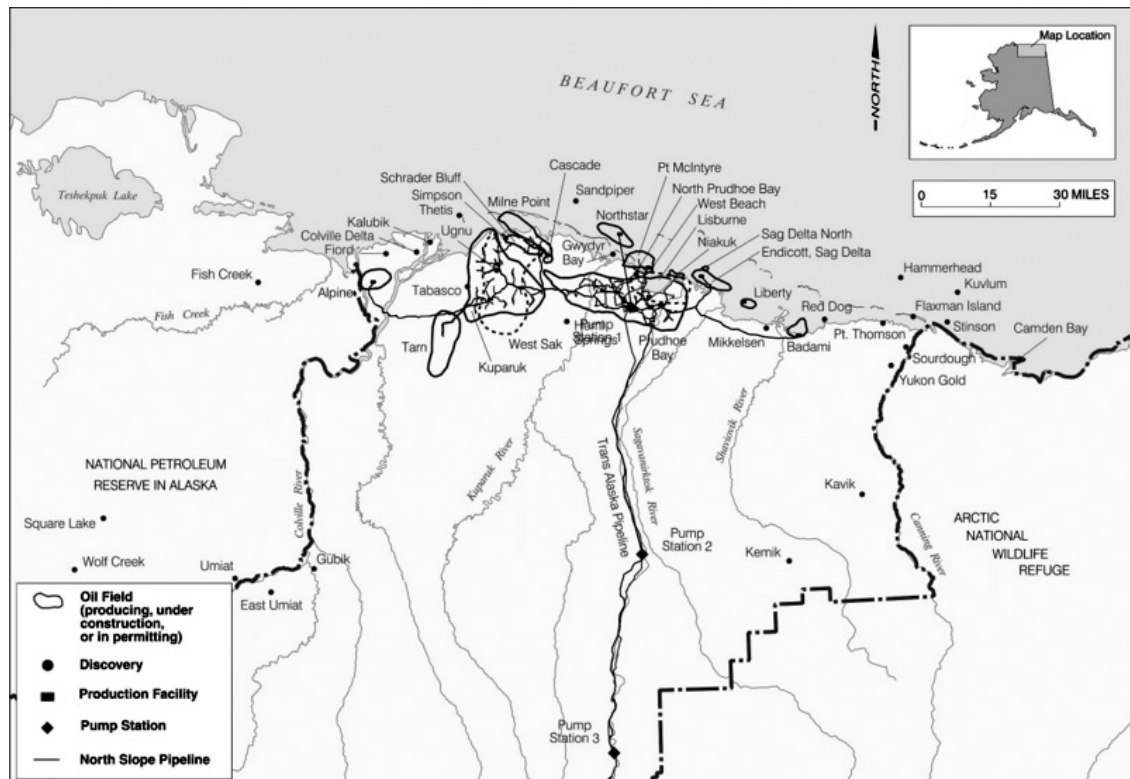 Map Location
NORTH
BEAUFORT SEA
0 15 30 MILES
Teshekpuk Lake
Cascade
Pt McIntyre
Schrader Bluff
Sandpiper
North Prudhoe Bay
Simpson
Milne Point
West Beach
Thetis
Northstar
Lisburne
Kalubik
Ugnu
Sag Delta North
Colville Delta
Gwydyr
Bay
Niakuk
Endicott, Sag Delta
Fiord
Fish Creek
Hammerhead
Alpine
Tabasco
Kuvlum
Liberty
Red Dog
Flaxman Island
Fish Creek
Pump
Station 1
Stinson
Camden Bay
West Sak
Springs
Prudhoe
Bay
Mikkelsen
Badami
Pt. Thomson
Tarn
Sourdough
Kuparuk
Yukon Gold
Shaviovik River
Sagavanirktok River
Kuparuk River
Trans Alaska Pipeline
NATIONAL PETROLEUM
RESERVE IN ALASKA
Colville River
Kavik
Square Lake
ARCTIC
NATIONAL
WILDLIFE
REFUGE
Canning River
Pump
Station 2
Kemik
Wolf Creek
Umiat
Gubik
East Umiat
Oil Field
(producing, under
construction,
or in permitting)
Discovery
Production Facility
Pump Station
North Slope Pipeline
Pump
Station 3